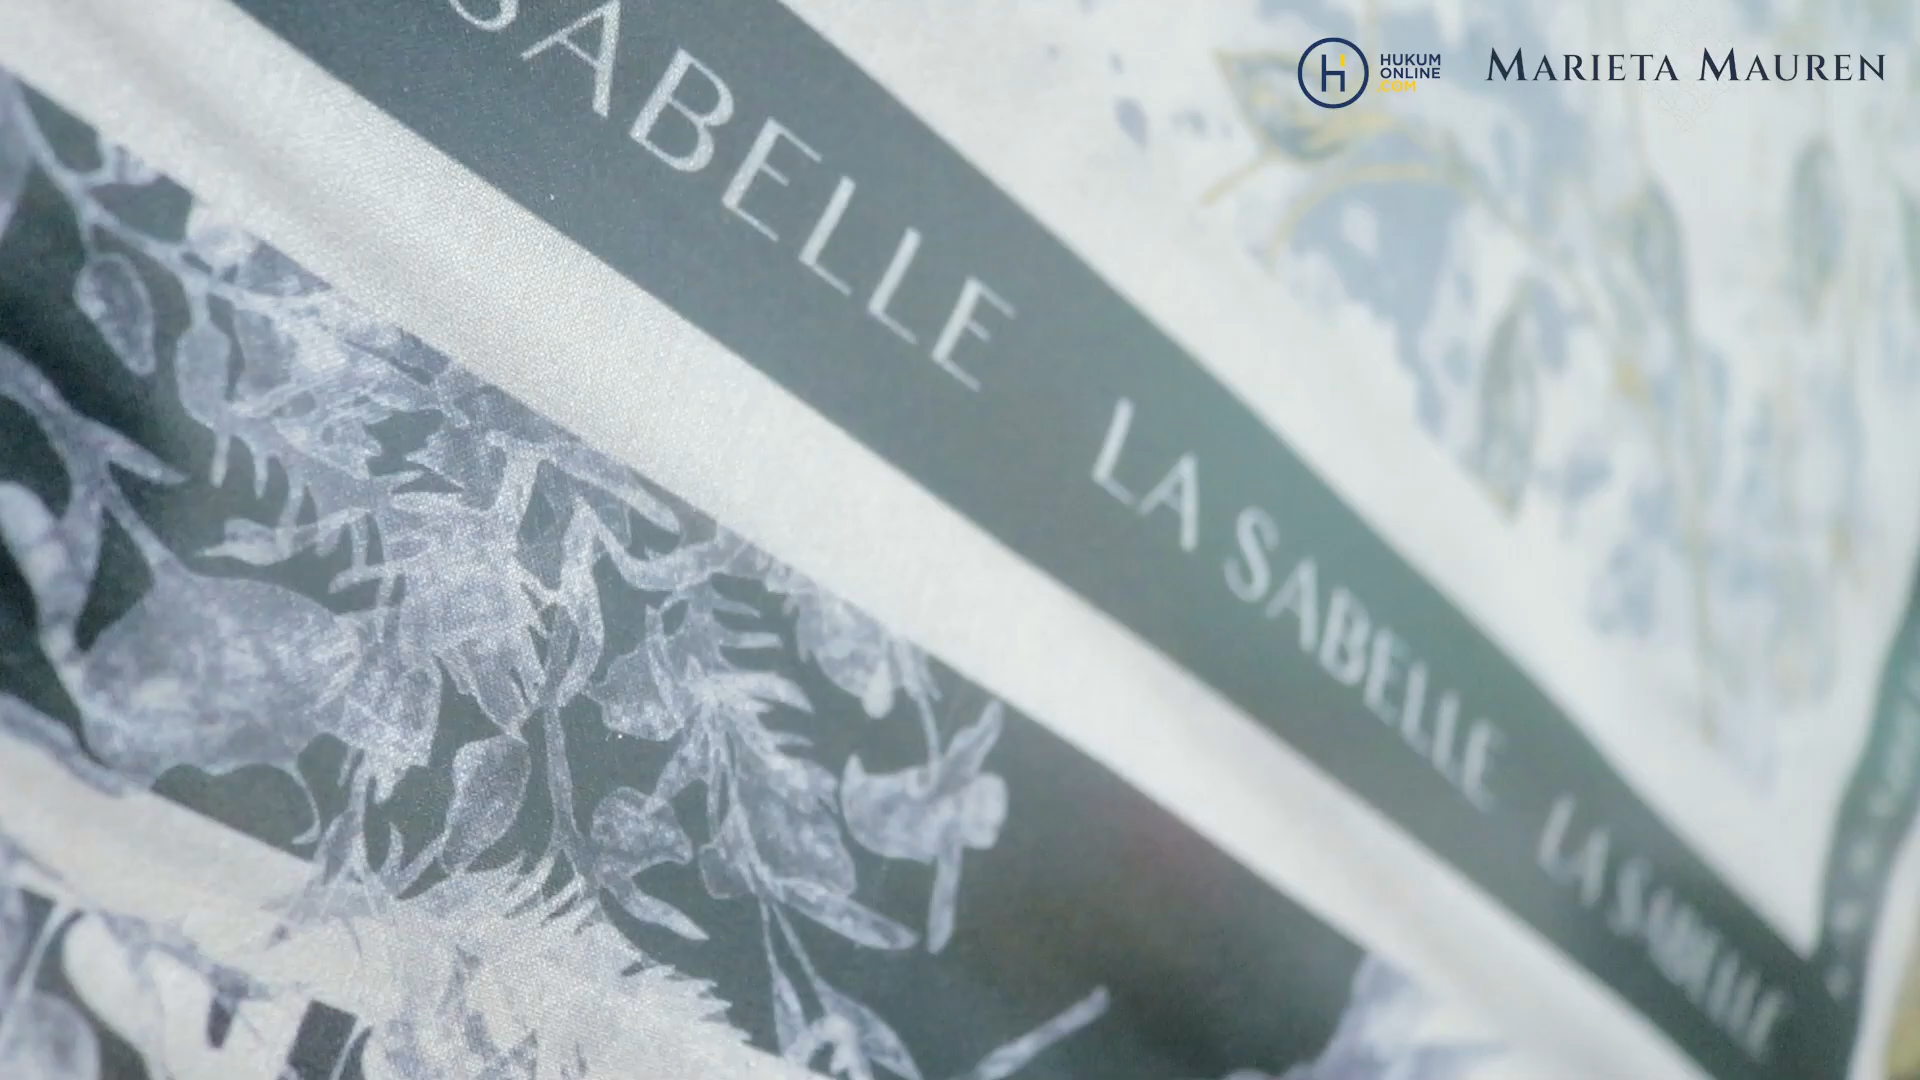 HUKUM
ONLINE
.COM
MARIETA MAUREN
SABELLE
LA SABELLE
LA SABELLE